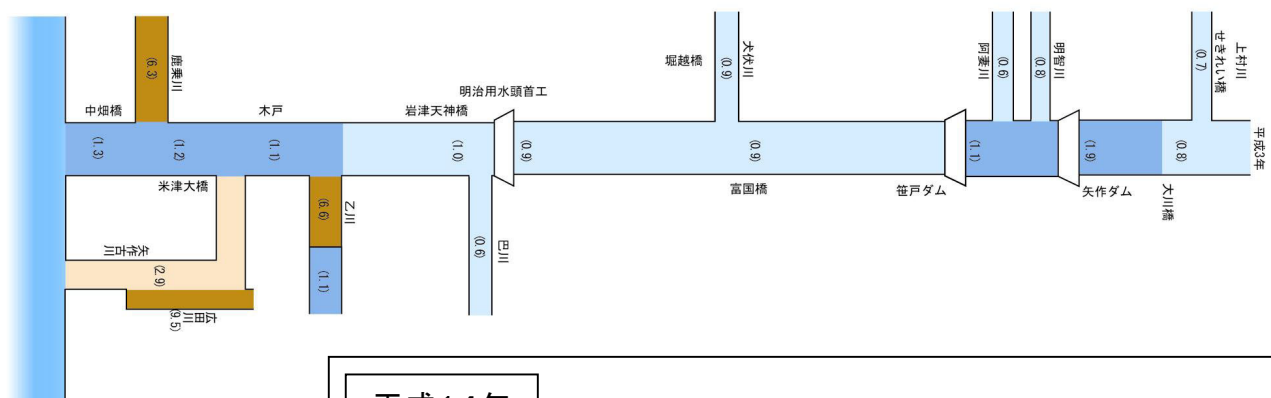 上村川
せきれい橋
(0.7)
平成3年
(0.8)
大川橋
矢作ダム
(1.9)
明智川
(0.8)
阿妻川
(0.6)
(1.1)
笹戸ダム
犬伏川
(0.9)
堀越橋
(0.9)
富国橋
明治用水頭首工
(0.9)
岩津天神橋
(1.0)
巴川
(0.6)
木戸
(1.1)
乙川
(6.6)
(1.1)
鹿乗川
(6.3)
(1.2)
米津大橋
中畑橋
(1.3)
矢作古川
(2.9)
広田川
(9.5)
平成14年